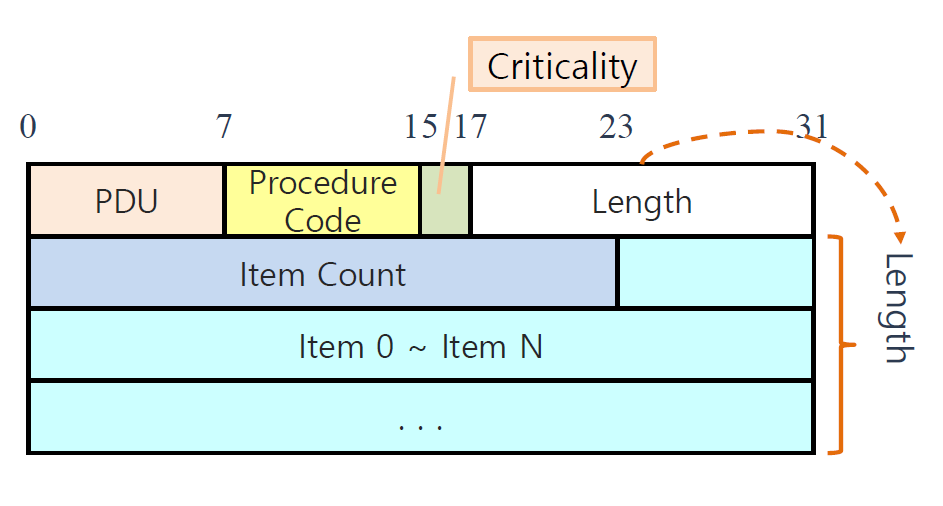 Criticality
0 7 15 17 23 31
PDU
Procedure
Code
Length
Item Count
Length
Item 0 ~ Item N
. . .